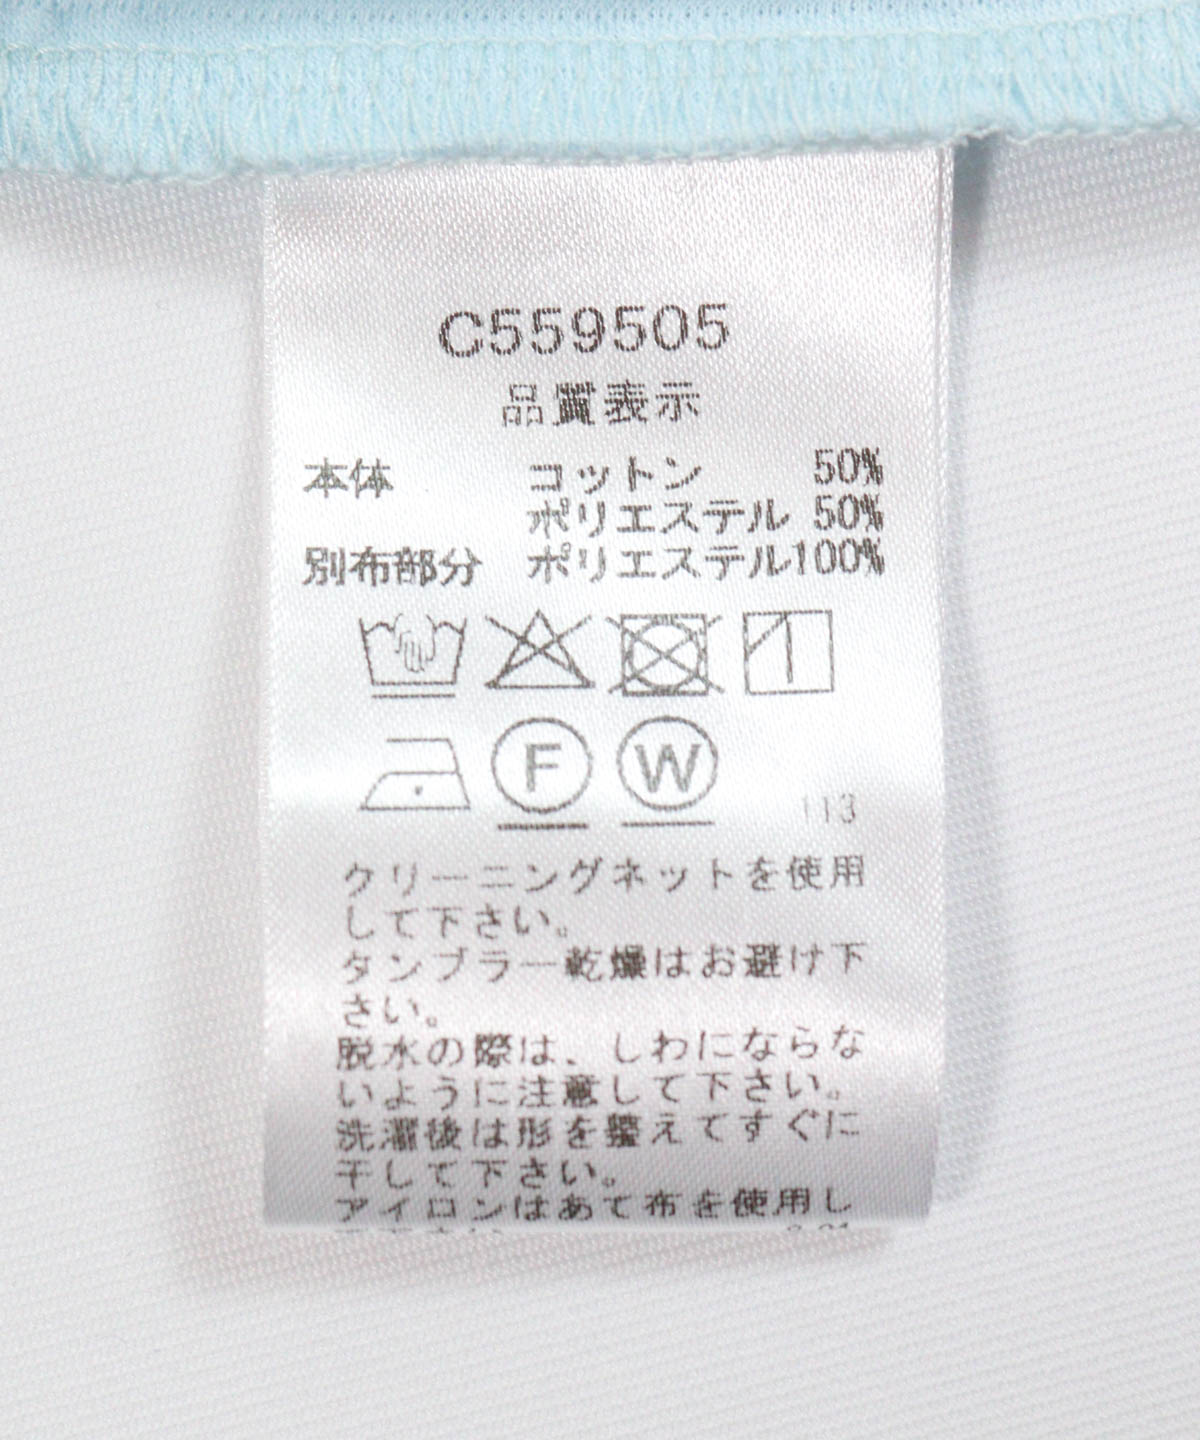 C559505
品質表示
本体 コットン 50%
ポリエステル 50%
別布部分 ポリエステル100%
F W
113
クリーニングネットを使用
して下さい。
タンブラー乾燥はお避け下
さい。
脱水の際は、しわにならな
いように注意して下さい。
洗濯後は形を整えてすぐに
干して下さい。
アイロンはあて布を使用し